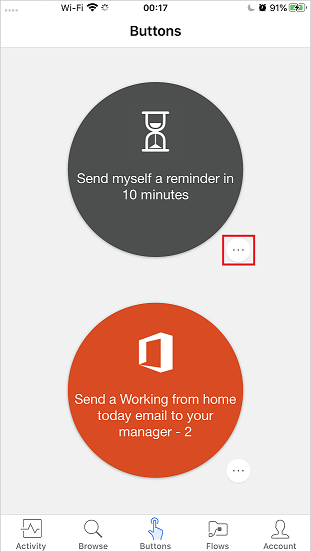 Wi-Fi 00:17 91%
Buttons
Send myself a reminder in
10 minutes
...
Send a Working from home
today email to your
manager - 2
...
Activity Browse Buttons Flows Account